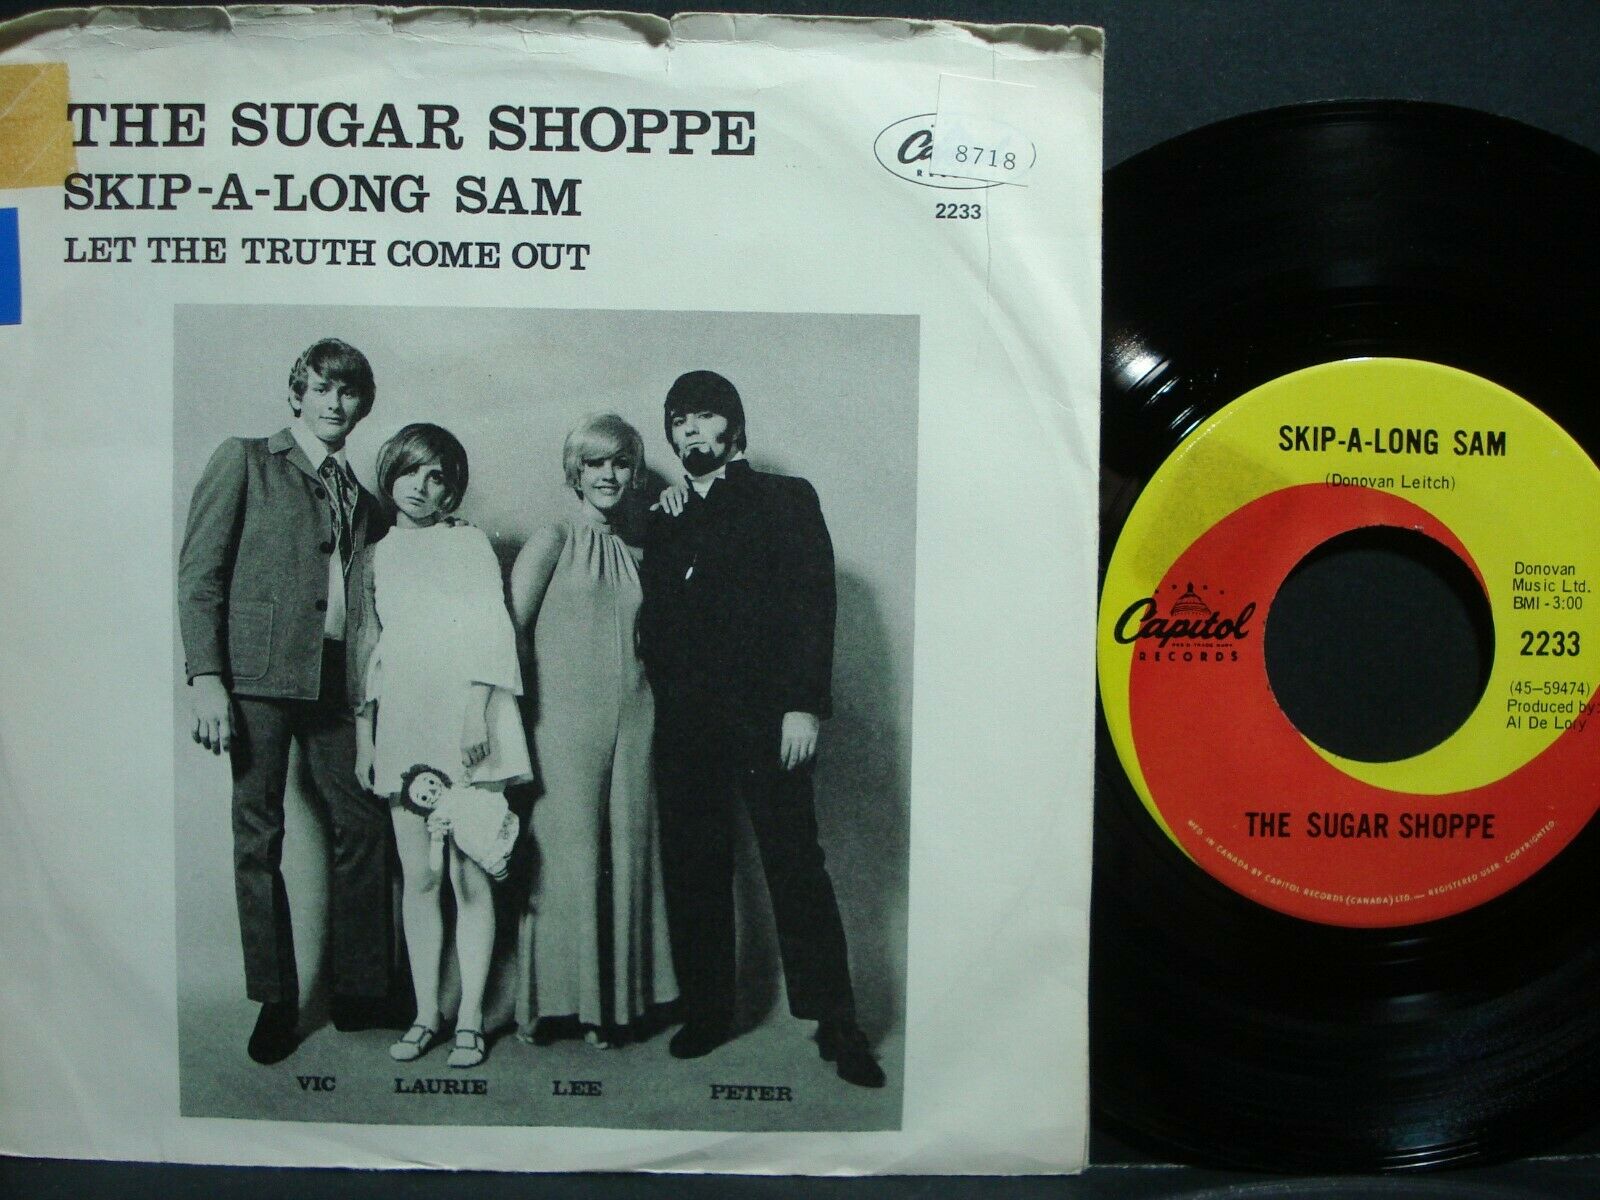 THE SUGAR SHOPPE
SKIP-A-LONG SAM
LET THE TRUTH COME OUT
8718
2233
VIC LAURIE LEE PETER
SKIP-A-LONG SAM
(Donovan Leitch)
Donovan
Music Ltd.
BMI - 3:00
2233
(45-59474)
Produced by:
Al De Lory
Capitol
RECORDS
THE SUGAR SHOPPE
MFD. IN CANADA BY CAPITOL RECORDS (CANADA) LTD. — REGISTERED USER. COPYRIGHTED.